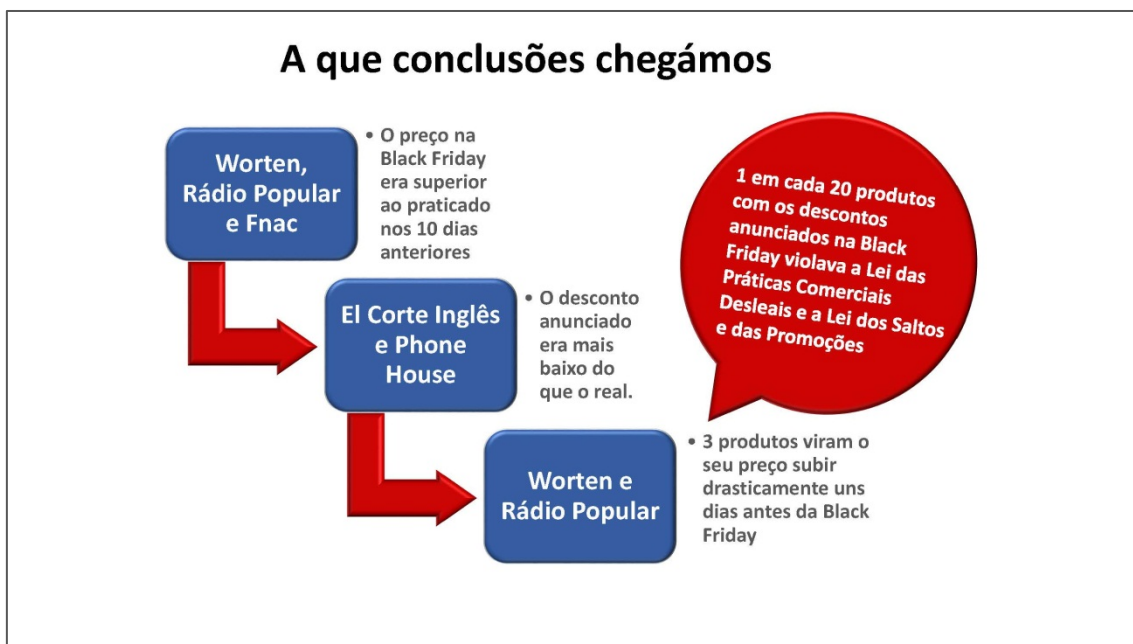 A que conclusões chegámos
Worten,
Rádio Popular
e Fnac
• O preço na
Black Friday
era superior
ao praticado
nos 10 dias
anteriores
El Corte Inglês
e Phone
House
• O desconto
anunciado
era mais
baixo do
que o real.
Worten e
Rádio Popular
• 3 produtos viram o
seu preço subir
drasticamente uns
dias antes da Black
Friday
1 em cada 20 produtos
com os descontos
anunciados na Black
Friday violava a Lei das
Práticas Comerciais
Desleais e a Lei dos Saltos
e das Promoções